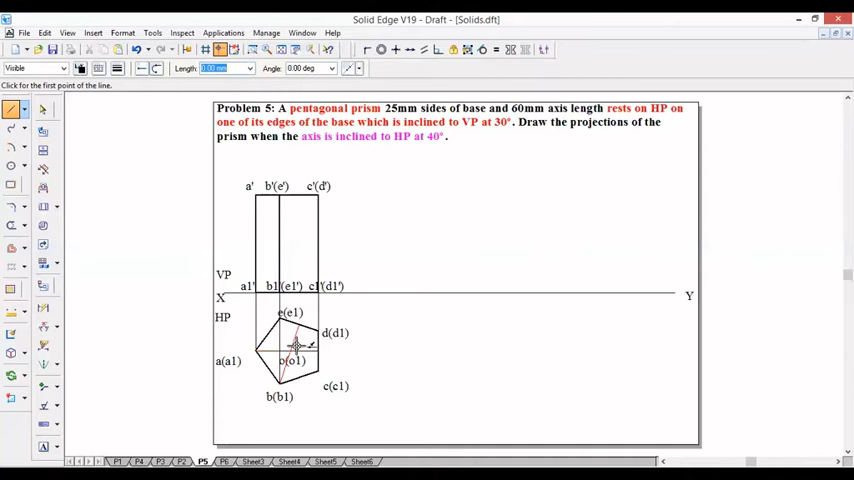 Solid Edge V19 - Draft - [Solids.dft]
File Edit View Insert Format Tools Inspect Applications Manage Window Help
Visible Length: 0.00 mm Angle: 0.00 deg
Click for the first point of the line.
Problem 5: A pentagonal prism 25mm sides of base and 60mm axis length rests on HP on
one of its edges of the base which is inclined to VP at 30°. Draw the projections of the
prism when the axis is inclined to HP at 40°.
a' b'(e') c'(d')
VP
a1' b1'(e1') c1'(d1')
X Y
HP
e(e1)
d(d1)
a(a1) o(o1)
c(c1)
b(b1)
P1 P4 P3 P2 P5 P6 Sheet3 Sheet4 Sheet5 Sheet6